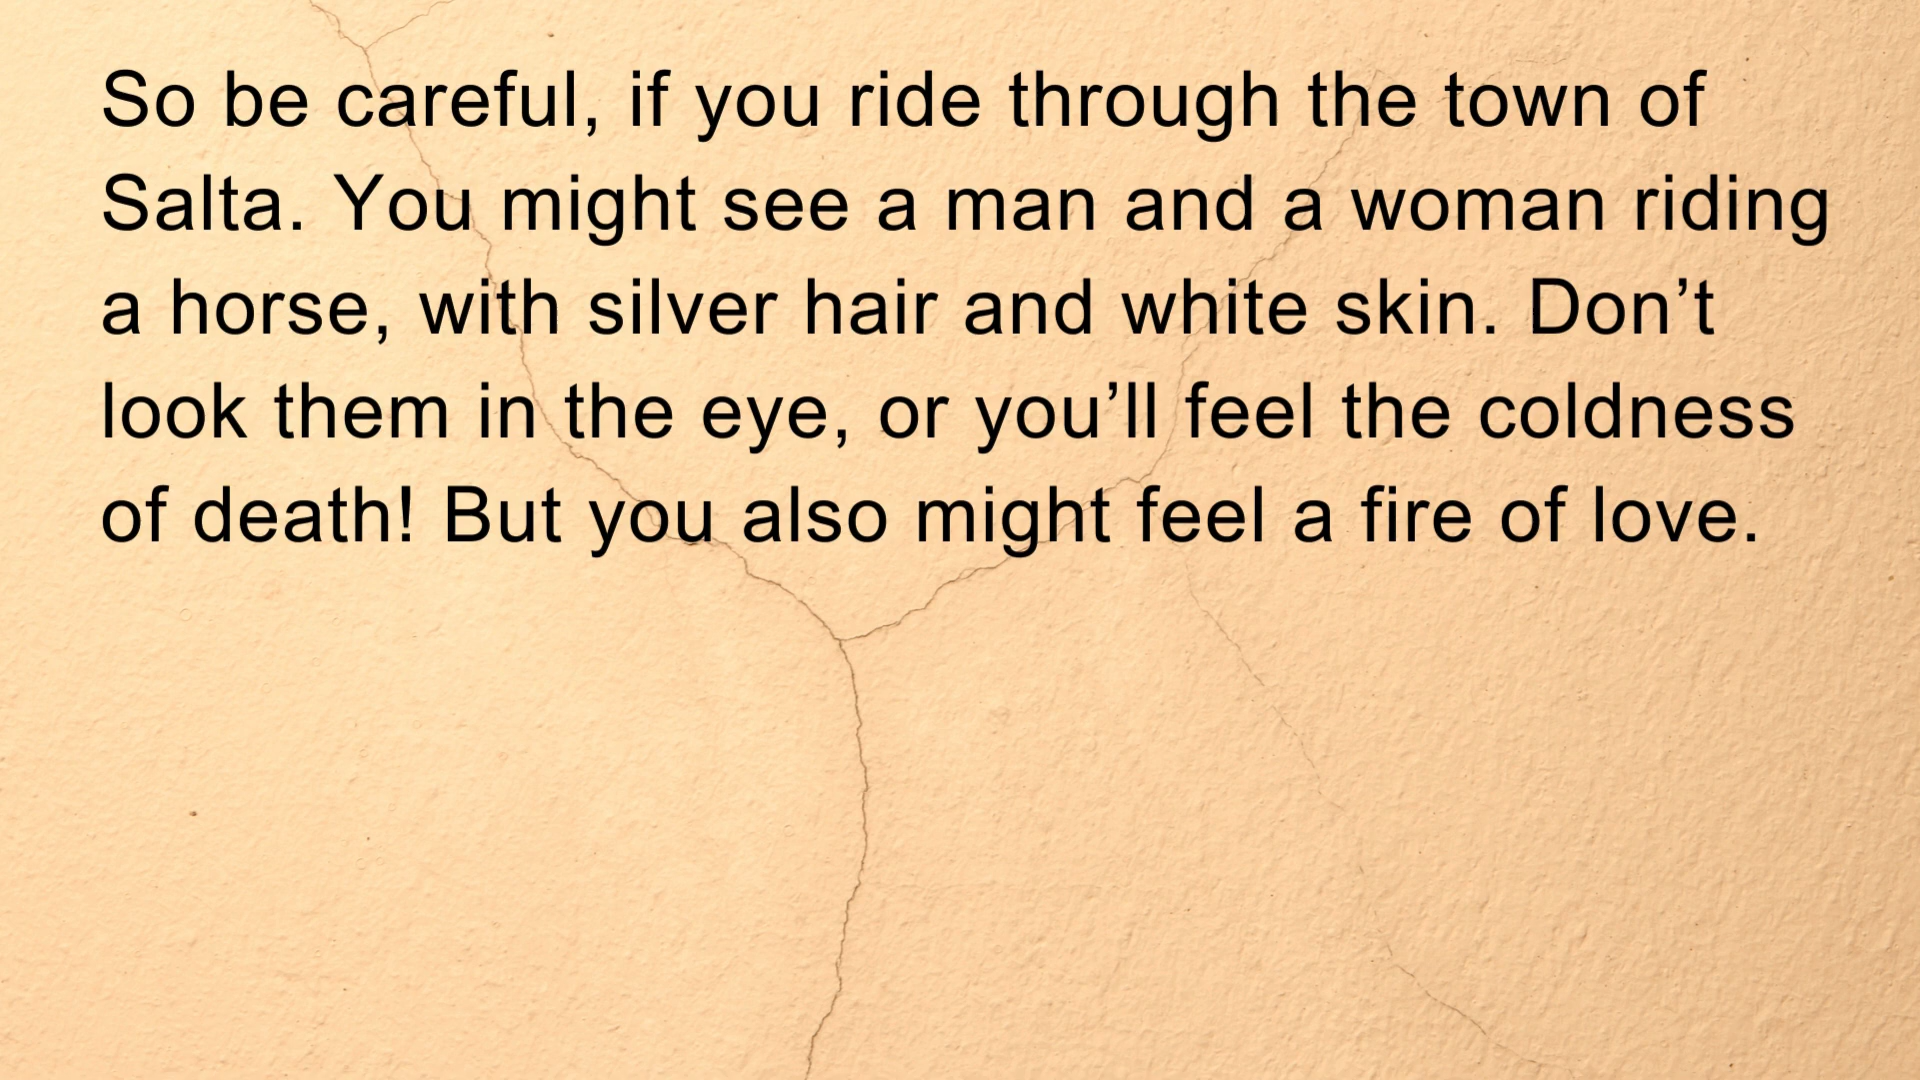 So be careful, if you ride through the town of
Salta. You might see a man and a woman riding
a horse, with silver hair and white skin. Don’t
look them in the eye, or you’ll feel the coldness
of death! But you also might feel a fire of love.